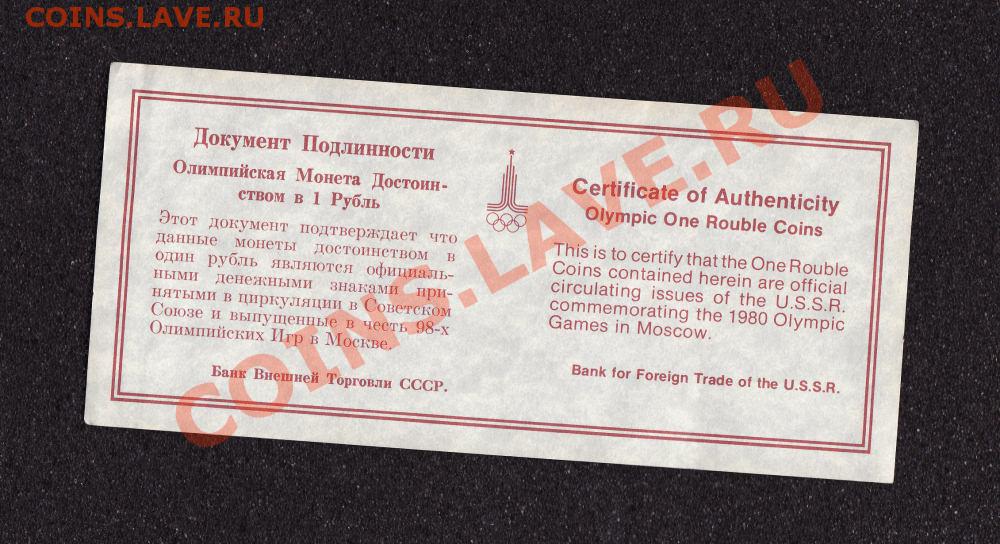 COINS.LAVE.RU
Документ Подлинности
Олимпийская Монета Достоин-
ством в 1 Рубль
Этот документ подтверждает что
данные монеты достоинством в
один рубль являются официаль-
ными денежными знаками при-
нятыми в циркуляции в Советском
Союзе и выпущенные в честь 98-х
Олимпийских Игр в Москве.
Банк Внешней Торговли СССР.
Certificate of Authenticity
Olympic One Rouble Coins
This is to certify that the One Rouble
Coins contained herein are official
circulating issues of the U.S.S.R.
commemorating the 1980 Olympic
Games in Moscow.
Bank for Foreign Trade of the U.S.S.R.
COINS.LAVE.RU